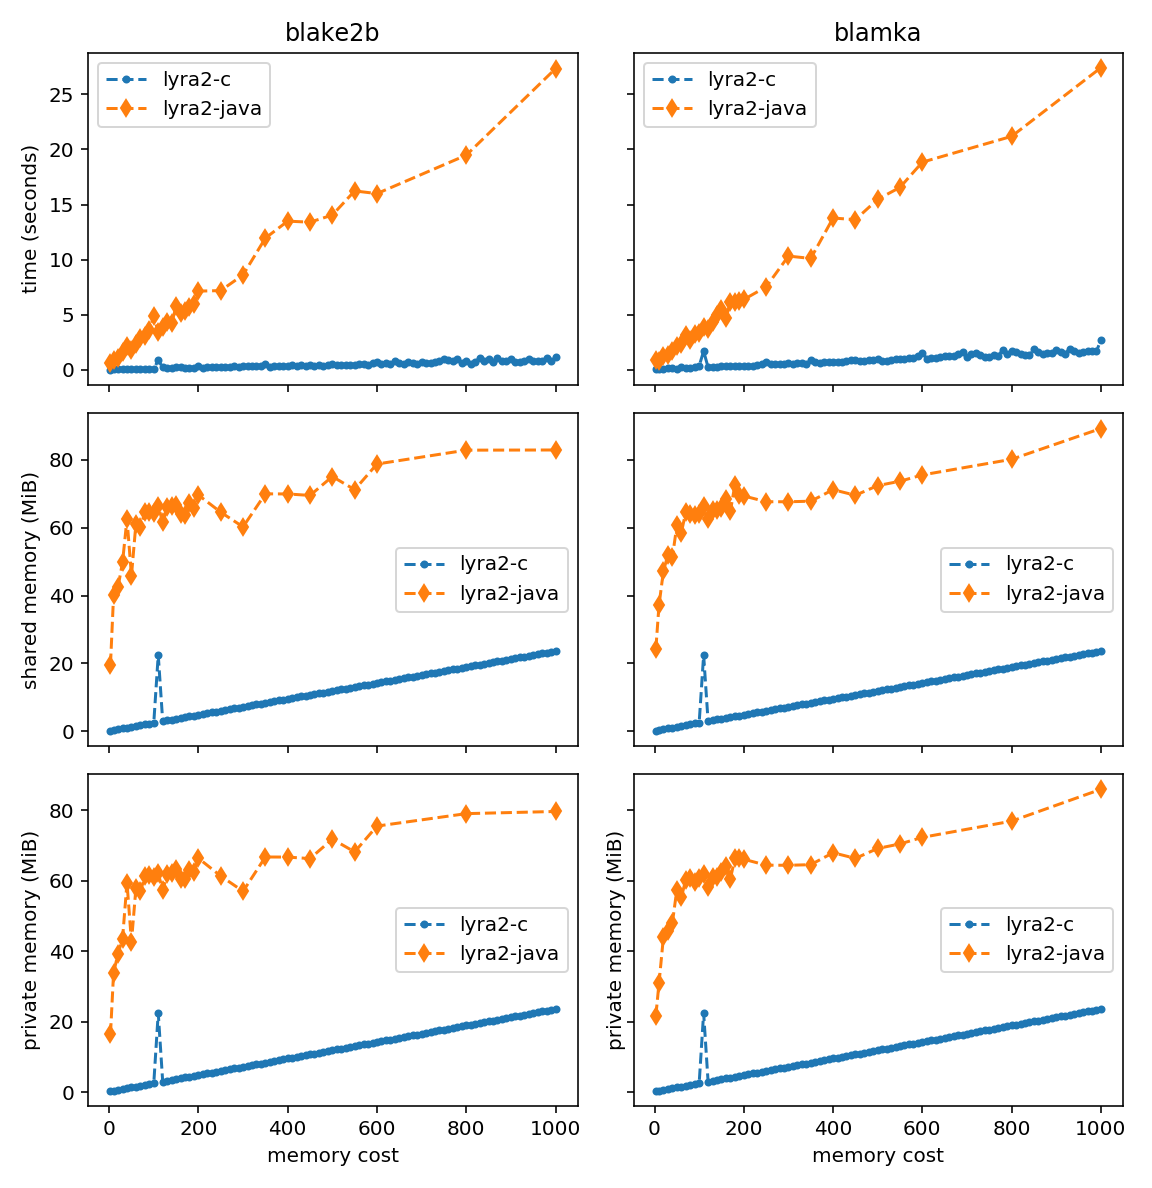 blake2b
blamka
lyra2-c
lyra2-java
lyra2-c
lyra2-java
time (seconds)
25
20
15
10
5
0
lyra2-c
lyra2-java
lyra2-c
lyra2-java
shared memory (MiB)
80
60
40
20
0
lyra2-c
lyra2-java
lyra2-c
lyra2-java
private memory (MiB)
private memory (MiB)
80
60
40
20
0
0 200 400 600 800 1000
0 200 400 600 800 1000
memory cost
memory cost